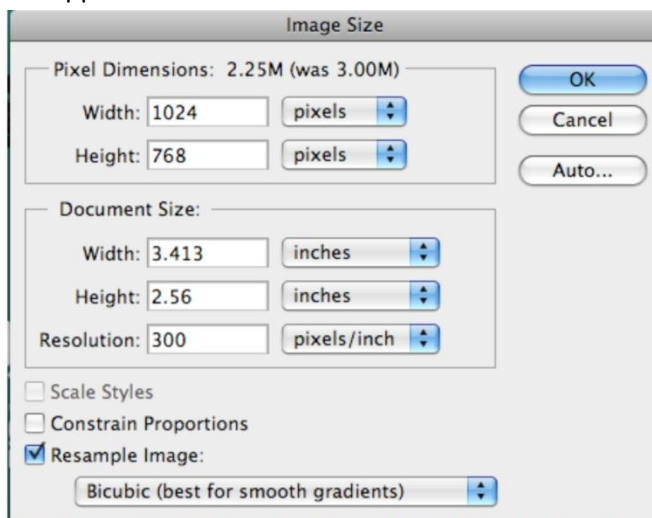 Image Size
Pixel Dimensions: 2.25M (was 3.00M)
OK
Width: 1024 pixels
Cancel
Height: 768 pixels
Auto...
Document Size:
Width: 3.413 inches
Height: 2.56 inches
Resolution: 300 pixels/inch
Scale Styles
Constrain Proportions
Resample Image:
Bicubic (best for smooth gradients)